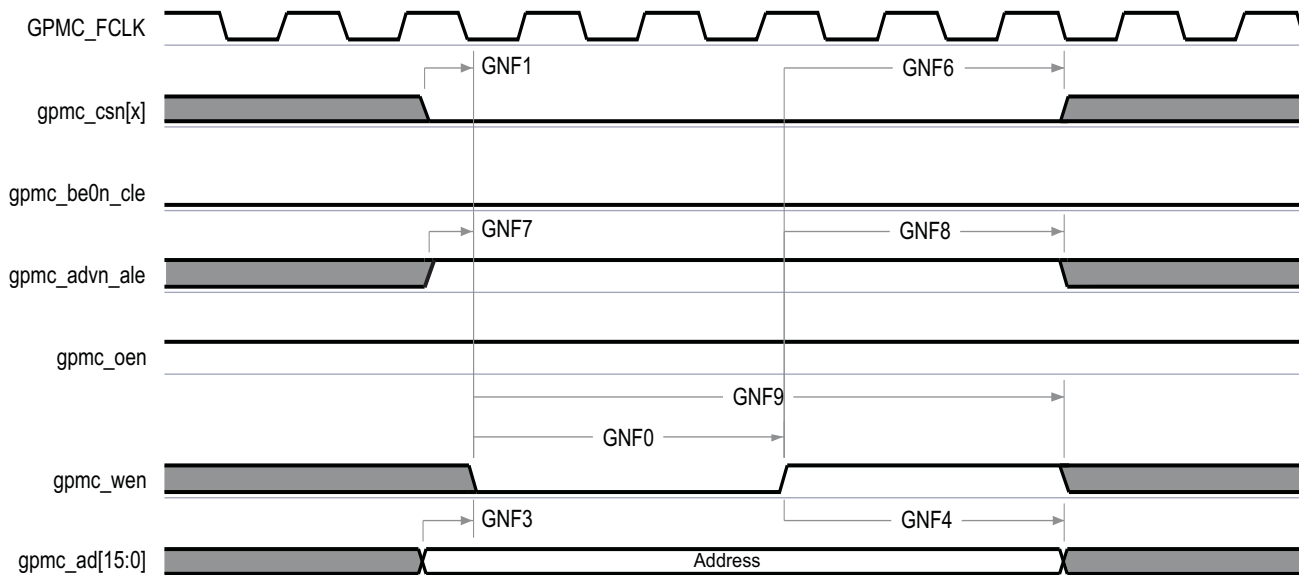 GPMC_FCLK
GNF1
GNF6
gpmc_csn[x]
gpmc_be0n_cle
GNF7
GNF8
gpmc_advn_ale
gpmc_oen
GNF9
GNF0
gpmc_wen
GNF3
GNF4
gpmc_ad[15:0]
Address